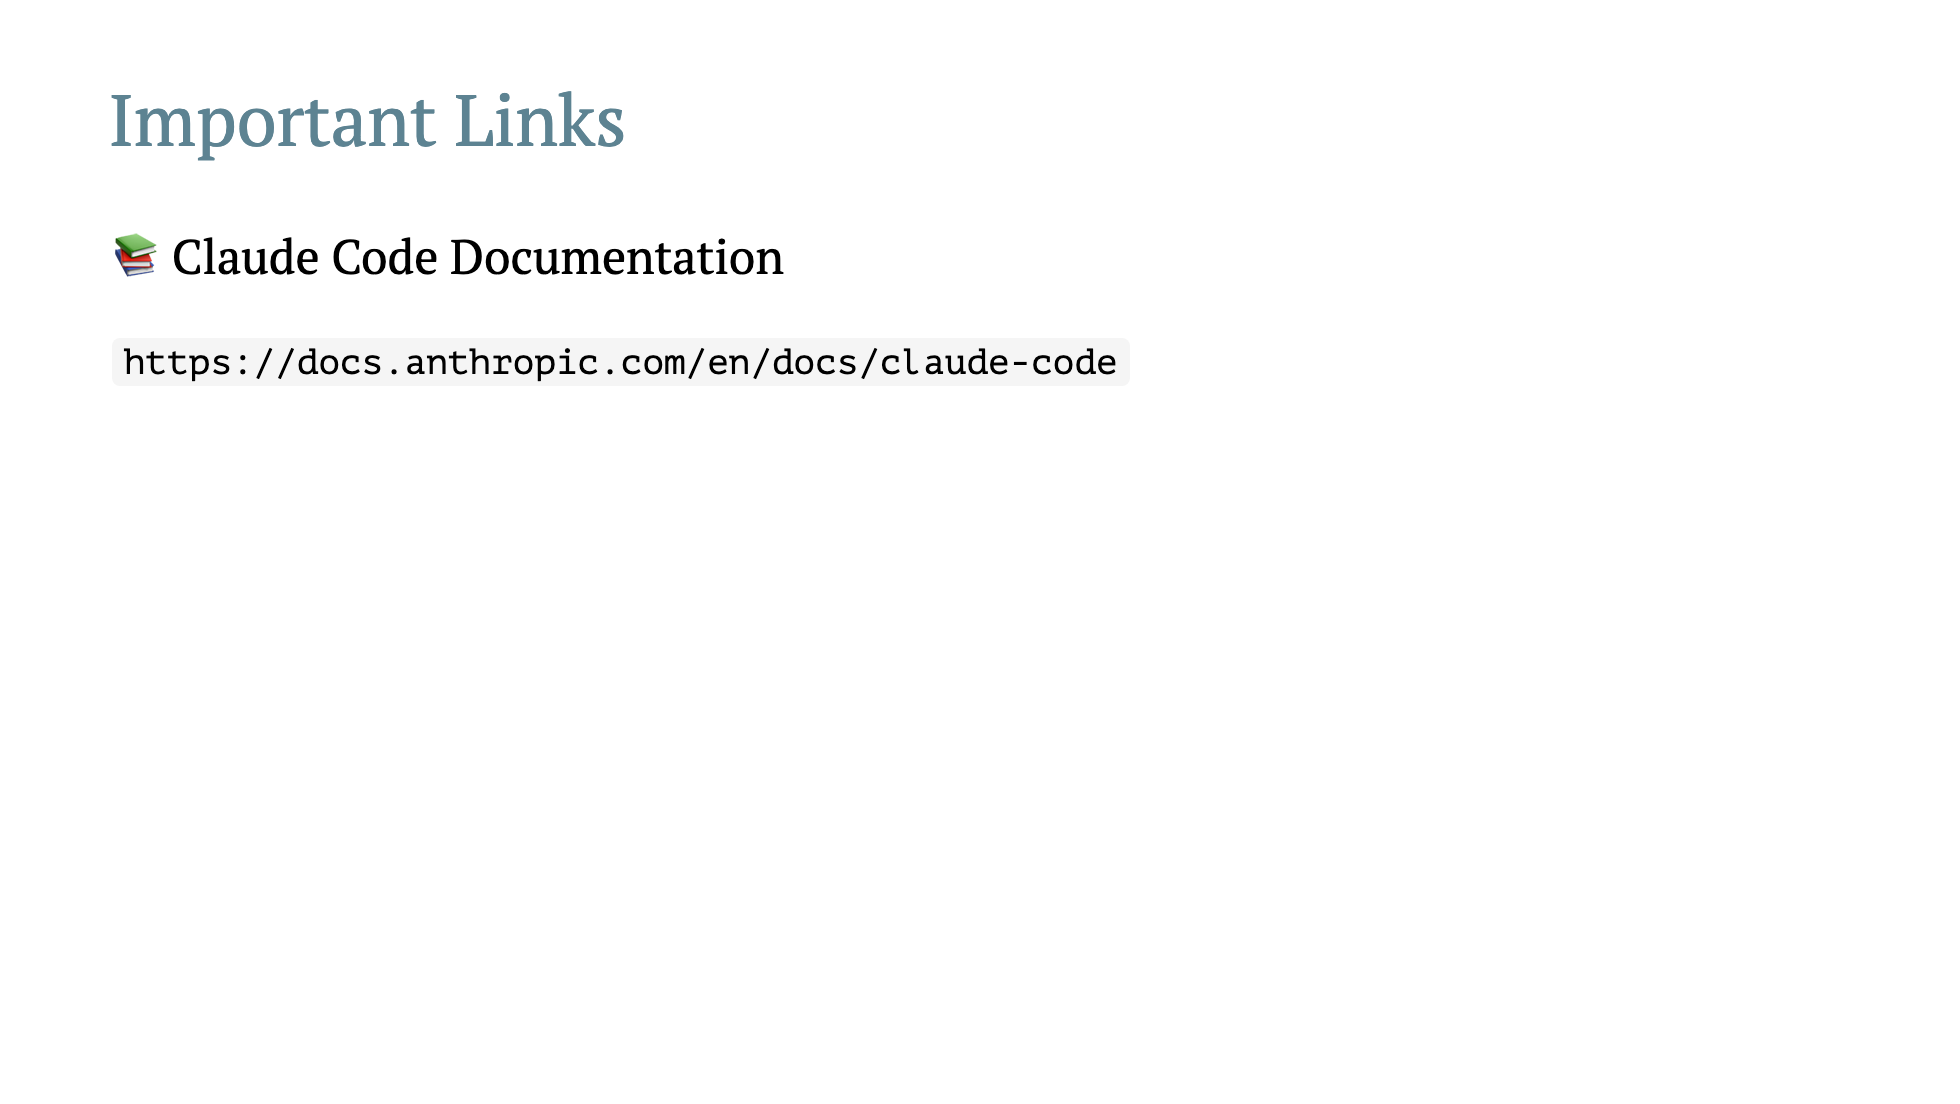 Important Links
📚 Claude Code Documentation
https://docs.anthropic.com/en/docs/claude-code